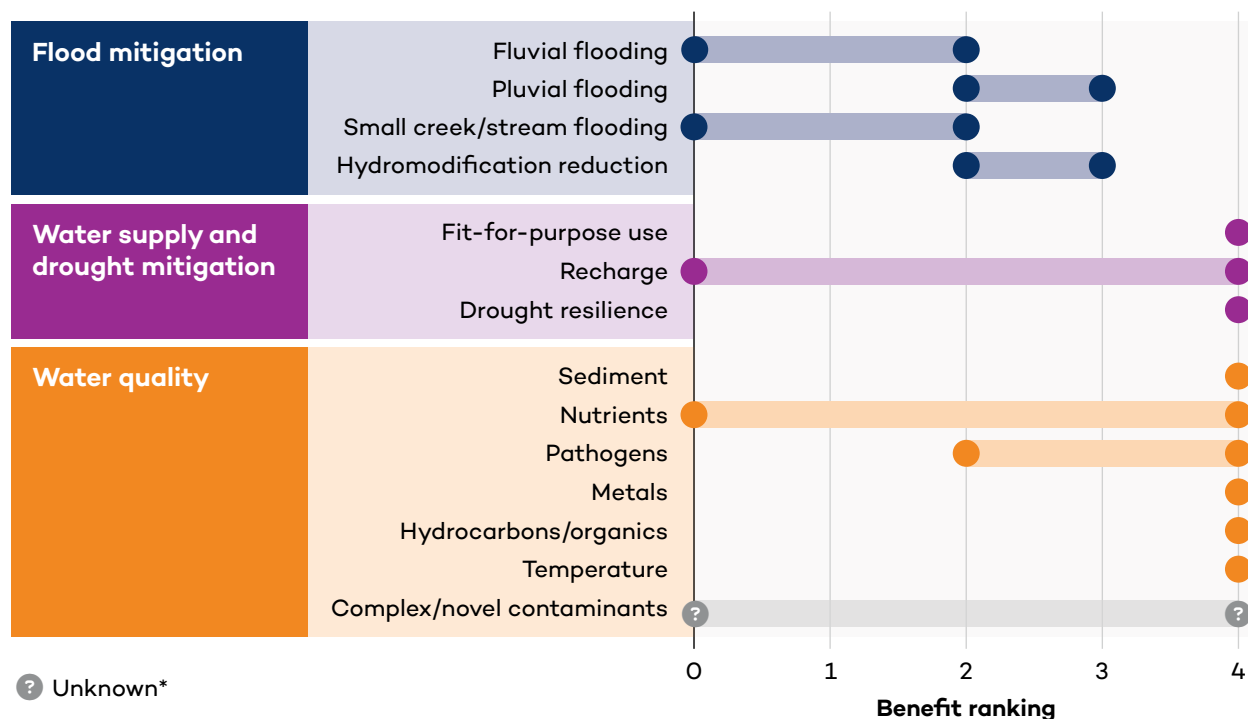 Flood mitigation
Fluvial flooding
Pluvial flooding
Small creek/stream flooding
Hydromodification reduction
Water supply and
drought mitigation
Fit-for-purpose use
Recharge
Drought resilience
Water quality
Sediment
Nutrients
Pathogens
Metals
Hydrocarbons/organics
Temperature
Complex/novel contaminants
? ?
0 1 2 3 4
? Unknown*
Benefit ranking